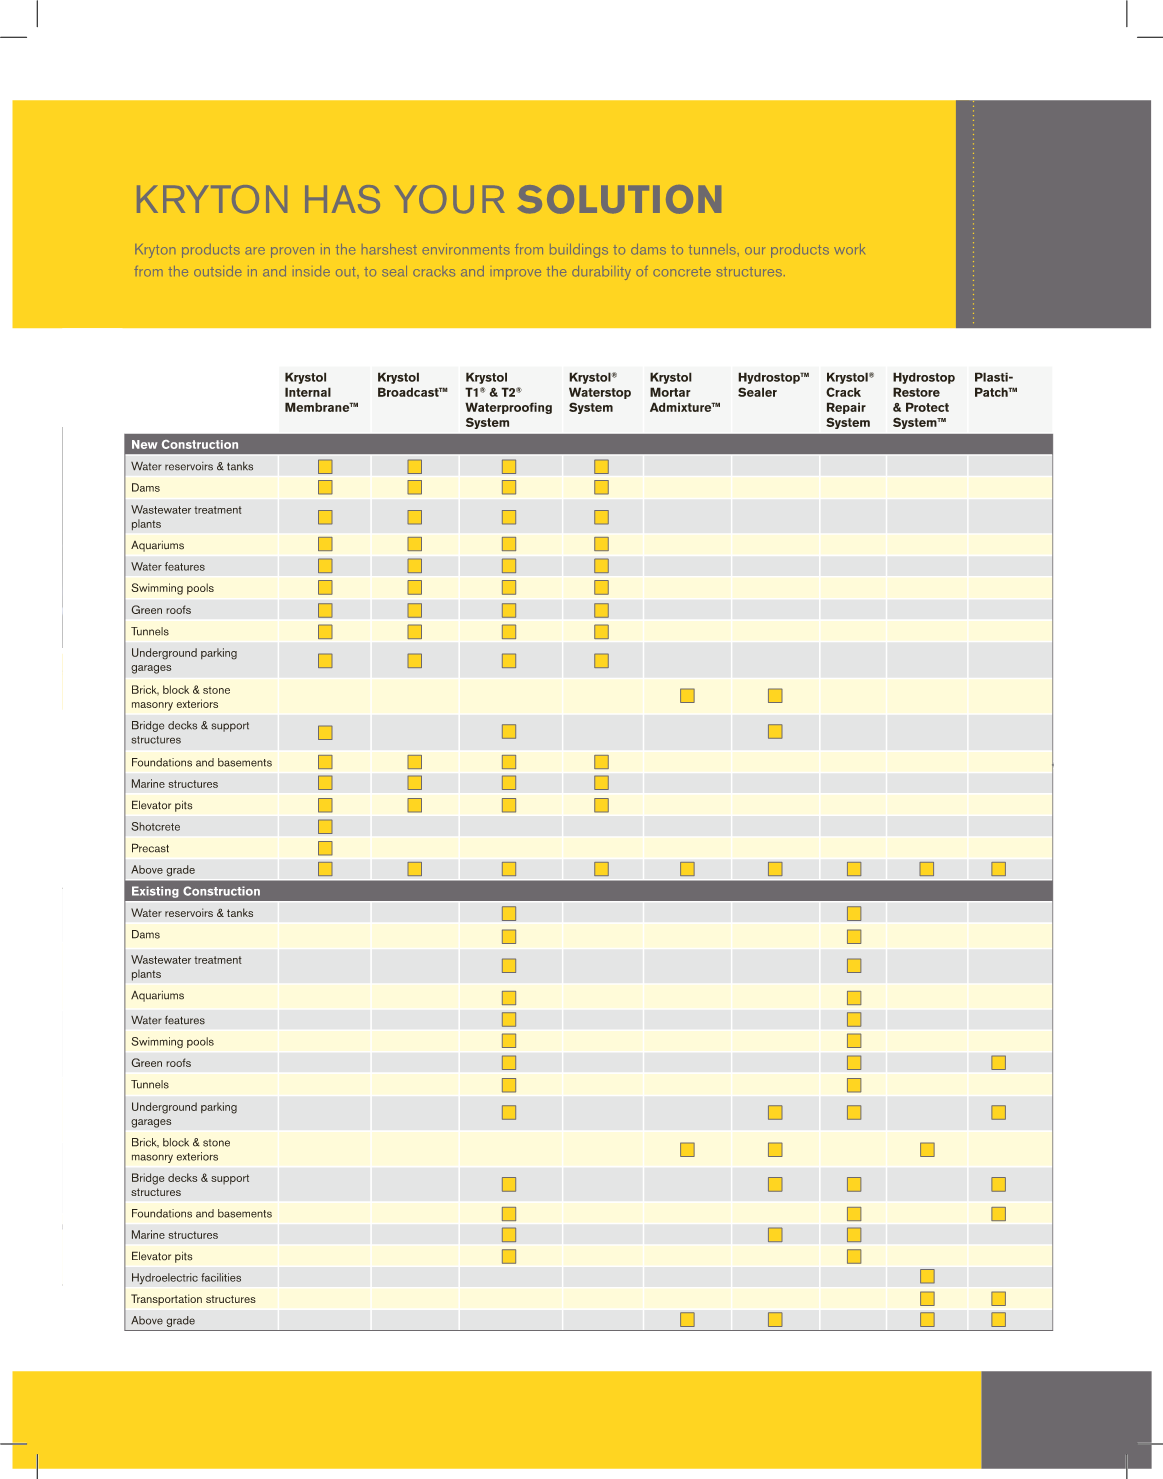 KRYTON HAS YOUR SOLUTION
Kryton products are proven in the harshest environments from buildings to dams to tunnels, our products work
from the outside in and inside out, to seal cracks and improve the durability of concrete structures.
Krystol
Internal
Membrane™
Krystol
Broadcast™
Krystol
T1® & T2®
Waterproofing
System
Krystol®
Waterstop
System
Krystol
Mortar
Admixture™
Hydrostop™
Sealer
Krystol®
Crack
Repair
System
Hydrostop
Restore
& Protect
System™
Plasti-
Patch™
New Construction
Water reservoirs & tanks
Dams
Wastewater treatment
plants
Aquariums
Water features
Swimming pools
Green roofs
Tunnels
Underground parking
garages
Brick, block & stone
masonry exteriors
Bridge decks & support
structures
Foundations and basements
Marine structures
Elevator pits
Shotcrete
Precast
Above grade
Existing Construction
Water reservoirs & tanks
Dams
Wastewater treatment
plants
Aquariums
Water features
Swimming pools
Green roofs
Tunnels
Underground parking
garages
Brick, block & stone
masonry exteriors
Bridge decks & support
structures
Foundations and basements
Marine structures
Elevator pits
Hydroelectric facilities
Transportation structures
Above grade